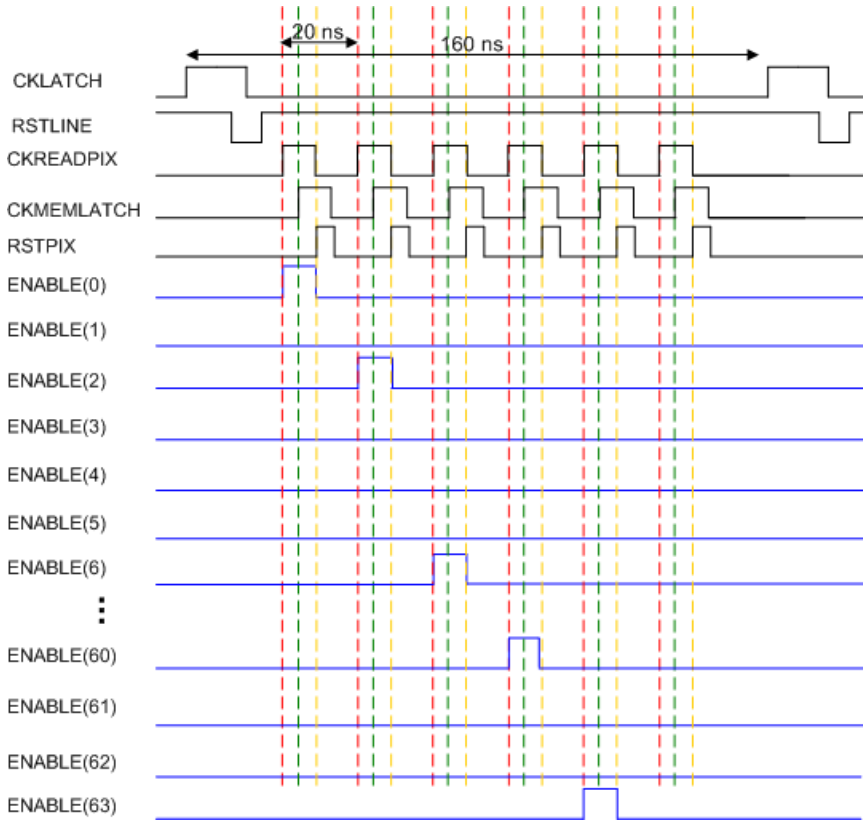 20 ns
160 ns
CKLATCH
RSTLINE
CKREADPIX
CKMEMLATCH
RSTPIX
ENABLE(0)
ENABLE(1)
ENABLE(2)
ENABLE(3)
ENABLE(4)
ENABLE(5)
ENABLE(6)
⋮
ENABLE(60)
ENABLE(61)
ENABLE(62)
ENABLE(63)